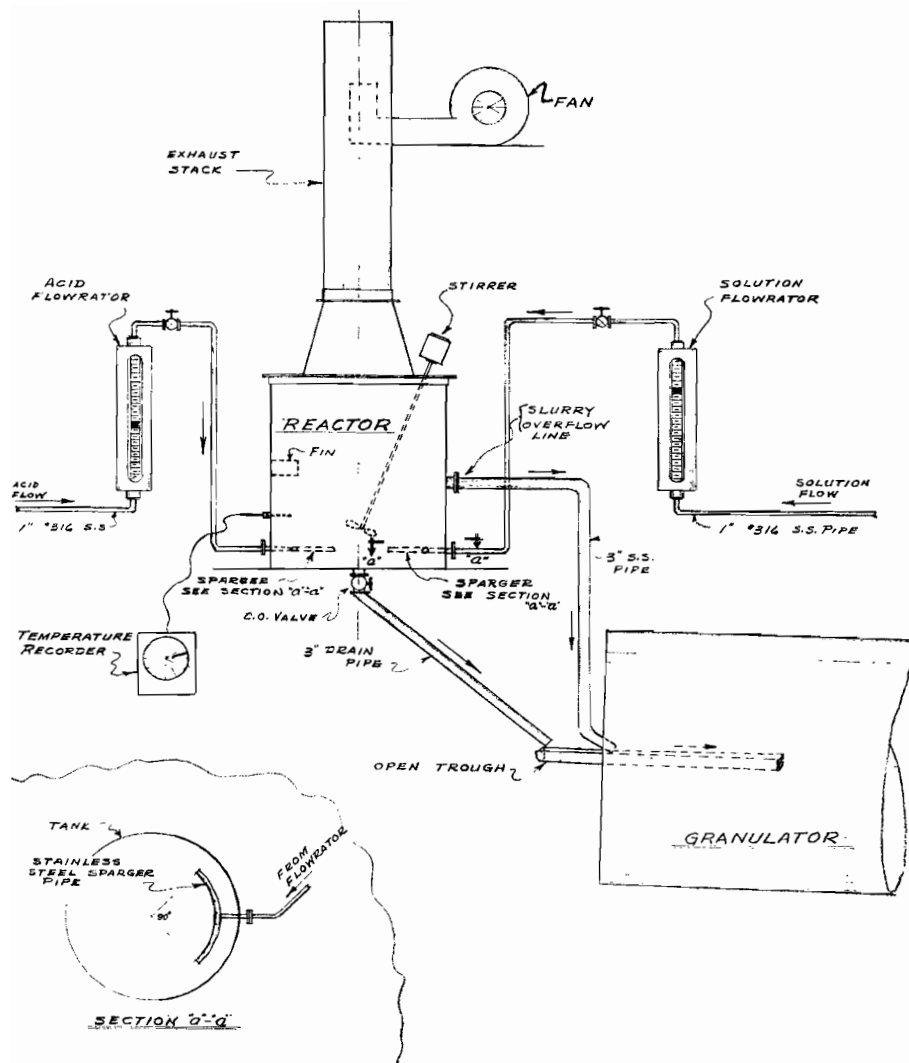 FAN
EXHAUST
STACK
ACID
FLOWRATOR
STIRRER
SOLUTION
FLOWRATOR
REACTOR
FIN
SLURRY
OVERFLOW
LINE
ACID
FLOW
1" #316 S.S
SOLUTION
FLOW
1" #316 S.S. PIPE
"a"
"a"
SPARGER
SEE SECTION "a"-"a"
SPARGER
SEE SECTION
"a"-"a"
3" S.S.
PIPE
C.O. VALVE
TEMPERATURE
RECORDER
3" DRAIN
PIPE
OPEN TROUGH
GRANULATOR
TANK
STAINLESS
STEEL SPARGER
PIPE
FROM
FLOWRATOR
90°
SECTION "a"-"a"